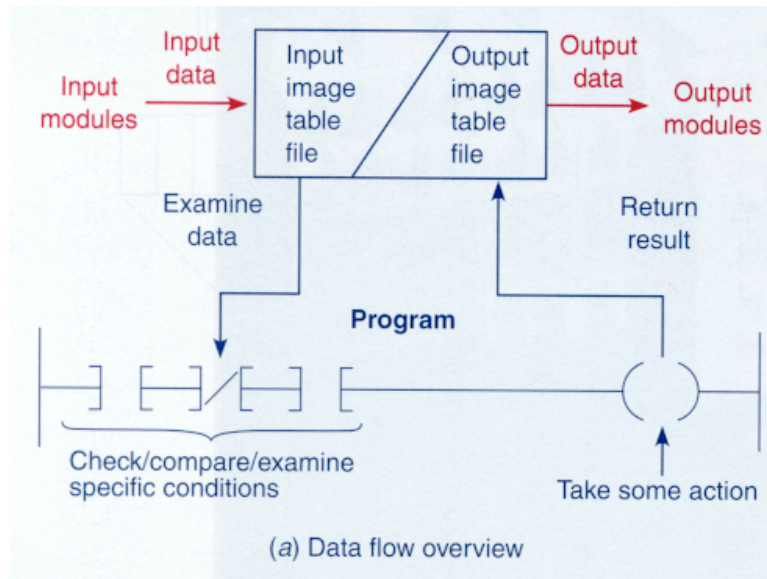 Input
data
Input
modules
Input
image
table
file
Output
image
table
file
Output
data
Output
modules
Examine
data
Return
result
Program
Check/compare/examine
specific conditions
Take some action
(a) Data flow overview